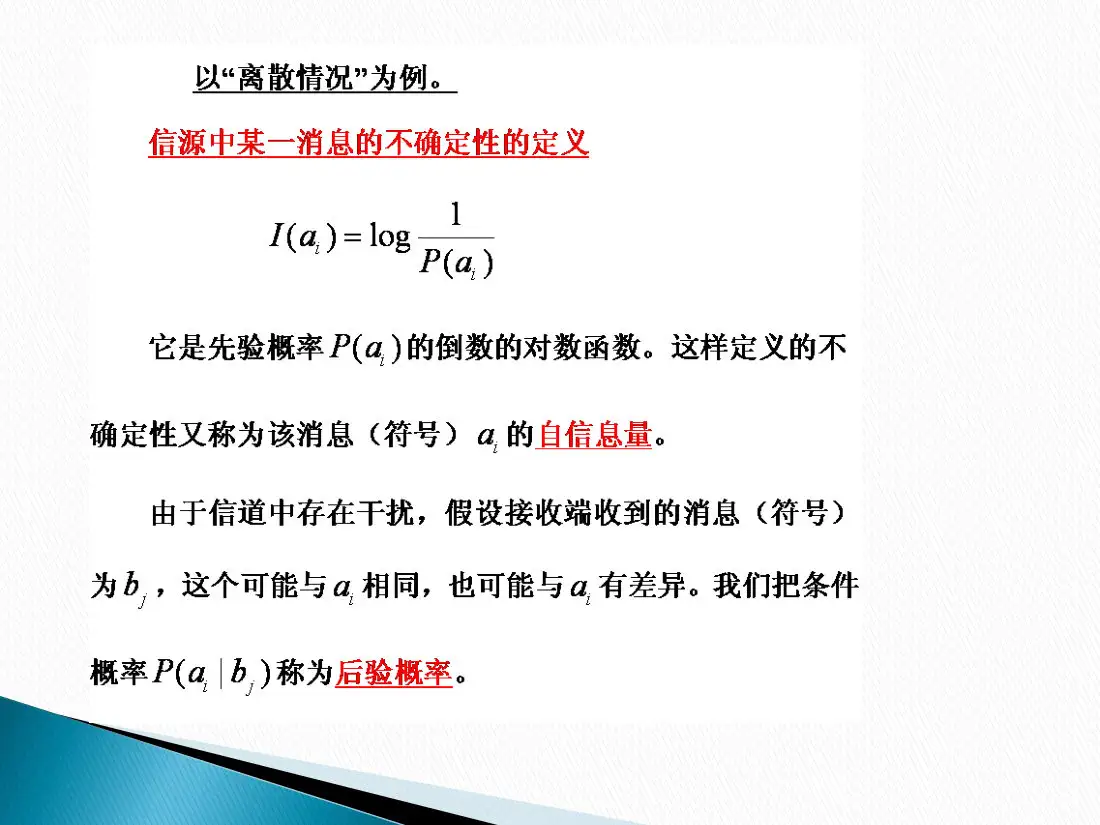 以“离散情况”为例。
信源中某一消息的不确定性的定义
I(a_i) = log 1/P(a_i)
它是先验概率P(a_i)的倒数的对数函数。这样定义的不
确定性又称为该消息（符号）a_i的自信息量。
由于信道中存在干扰，假设接收端收到的消息（符号）
为b_j，这个可能与a_i相同，也可能与a_i有差异。我们把条件
概率P(a_i | b_j)称为后验概率。